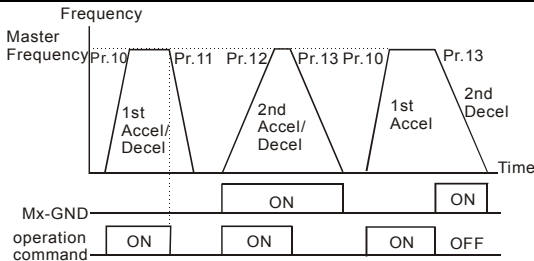 Frequency
Master
Frequency
Pr.10 Pr.11 Pr.12 Pr.13 Pr.10 Pr.13
1st
Accel/
Decel
2nd
Accel/
Decel
1st
Accel
2nd
Decel
Time
Mx-GND ON ON
operation
command
ON ON ON OFF